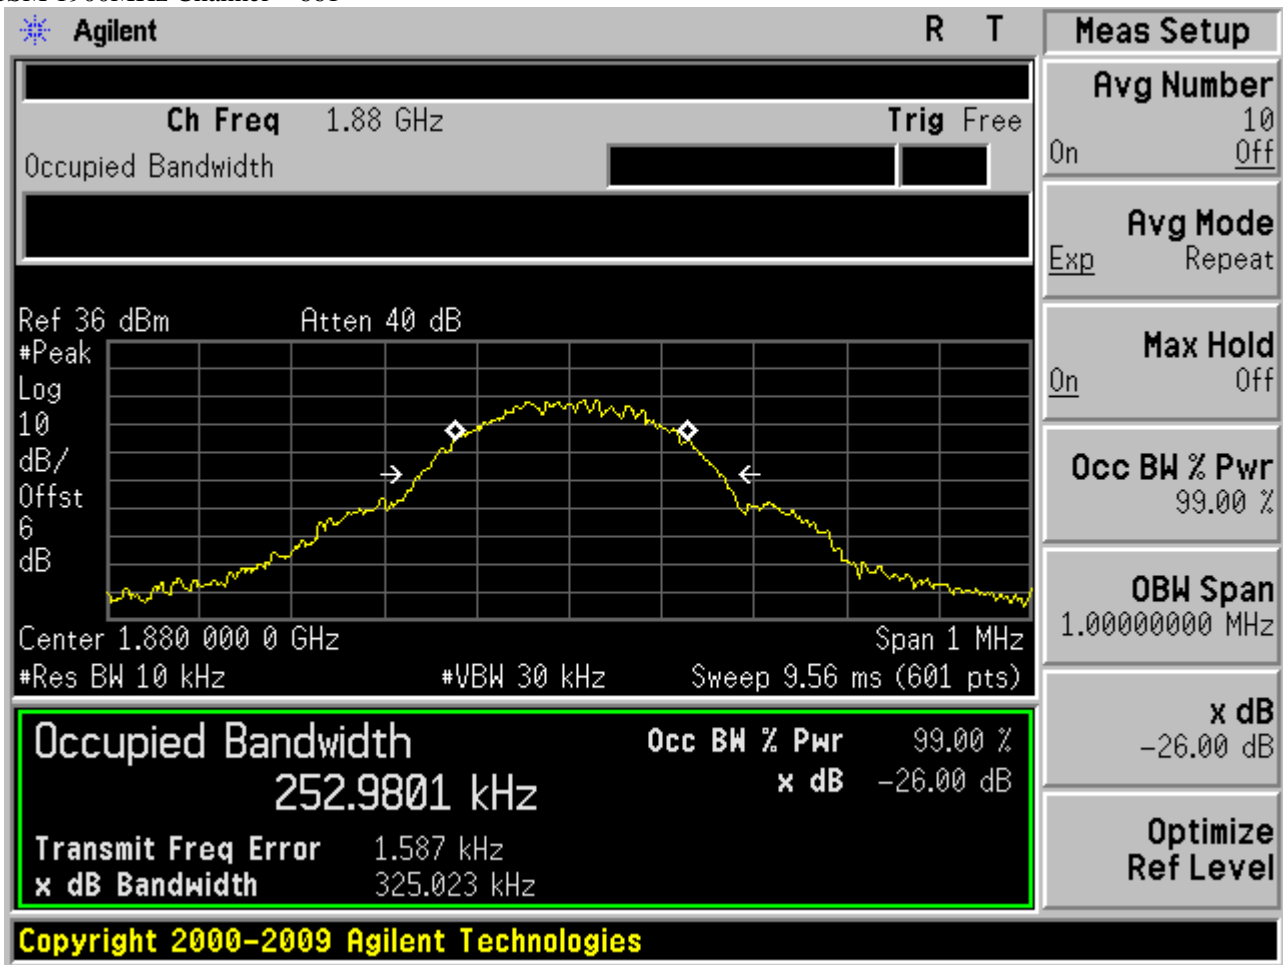 Agilent R T
Ch Freq 1.88 GHz Trig Free
Occupied Bandwidth
Ref 36 dBm Atten 40 dB
#Peak
Log
10
dB/
Offst
6
dB
Center 1.880 000 0 GHz Span 1 MHz
#Res BW 10 kHz #VBW 30 kHz Sweep 9.56 ms (601 pts)
Occupied Bandwidth
252.9801 kHz
Occ BW % Pwr 99.00 %
x dB -26.00 dB
Transmit Freq Error 1.587 kHz
x dB Bandwidth 325.023 kHz
Copyright 2000-2009 Agilent Technologies
Meas Setup
Avg Number
10
On Off
Avg Mode
Exp Repeat
Max Hold
On Off
Occ BW % Pwr
99.00 %
OBW Span
1.00000000 MHz
x dB
-26.00 dB
Optimize
Ref Level